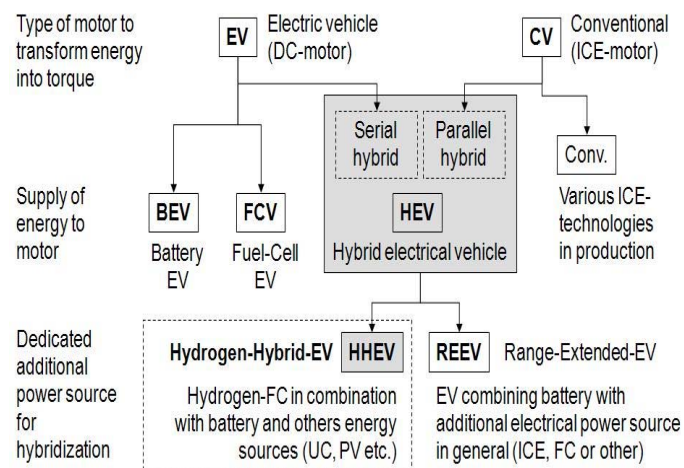 Type of motor to
transform energy
into torque
EV
Electric vehicle
(DC-motor)
CV
Conventional
(ICE-motor)
Serial
hybrid
Parallel
hybrid
Conv.
Supply of
energy to
motor
BEV
Battery
EV
FCV
Fuel-Cell
EV
HEV
Hybrid electrical vehicle
Various ICE-
technologies
in production
Dedicated
additional
power source
for
hybridization
Hydrogen-Hybrid-EV
HHEV
Hydrogen-FC in combination
with battery and others energy
sources (UC, PV etc.)
REEV
Range-Extended-EV
EV combining battery with
additional electrical power source
in general (ICE, FC or other)